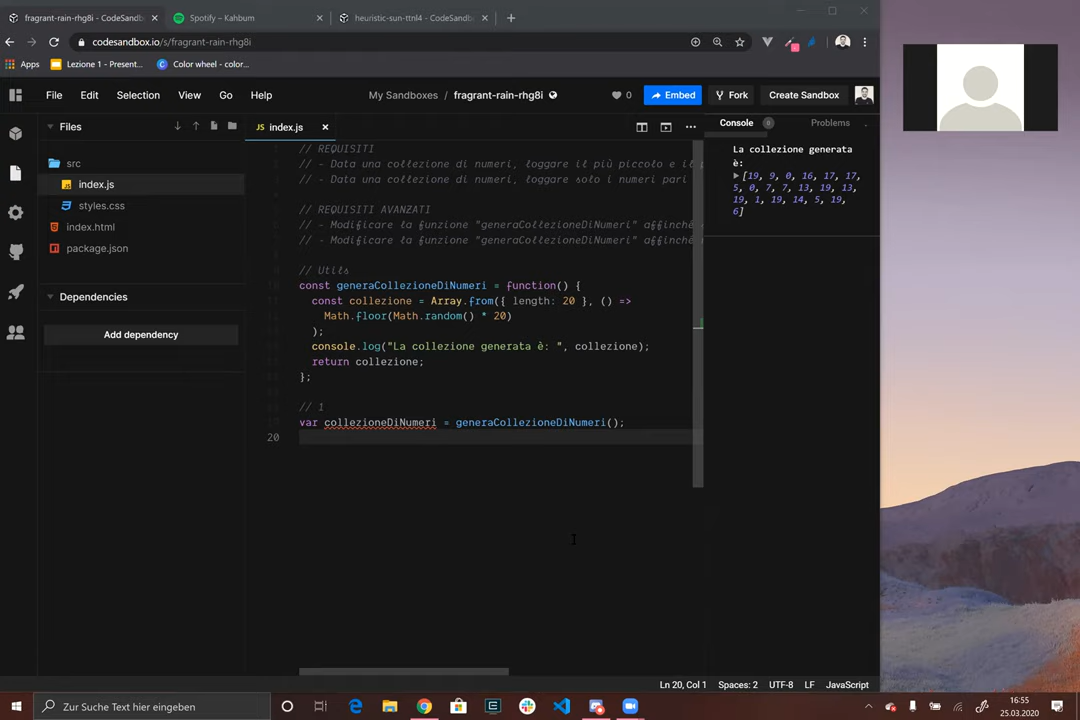 fragrant-rain-rhg8i - CodeSandb
Spotify – Kahbum
heuristic-sun-ttnl4 - CodeSandb
codesandbox.io/s/fragrant-rain-rhg8i
Apps
Lezione 1 - Present...
Color wheel - color...
File Edit Selection View Go Help
My Sandboxes / fragrant-rain-rhg8i
0
Embed
Fork
Create Sandbox
Files
src
index.js
styles.css
index.html
package.json
Dependencies
Add dependency
JS index.js
// REQUISITI
// - Data una collezione di numeri, loggare il più piccolo e il p
// - Data una collezione di numeri, loggare solo i numeri pari
// REQUISITI AVANZATI
// - Modificare la funzione "generaCollezioneDiNumeri" affinchè
// - Modificare la funzione "generaCollezioneDiNumeri" affinchè
// Utils
const generaCollezioneDiNumeri = function() {
const collezione = Array.from({ length: 20 }, () =>
Math.floor(Math.random() * 20)
);
console.log("La collezione generata è: ", collezione);
return collezione;
};
// 1
var collezioneDiNumeri = generaCollezioneDiNumeri();
20
Console 0 Problems
La collezione generata
è:
[19, 9, 0, 16, 17, 17,
5, 0, 7, 7, 13, 19, 13,
19, 1, 19, 14, 5, 19,
6]
Ln 20, Col 1 Spaces: 2 UTF-8 LF JavaScript
Zur Suche Text hier eingeben
16:55
25.03.2020